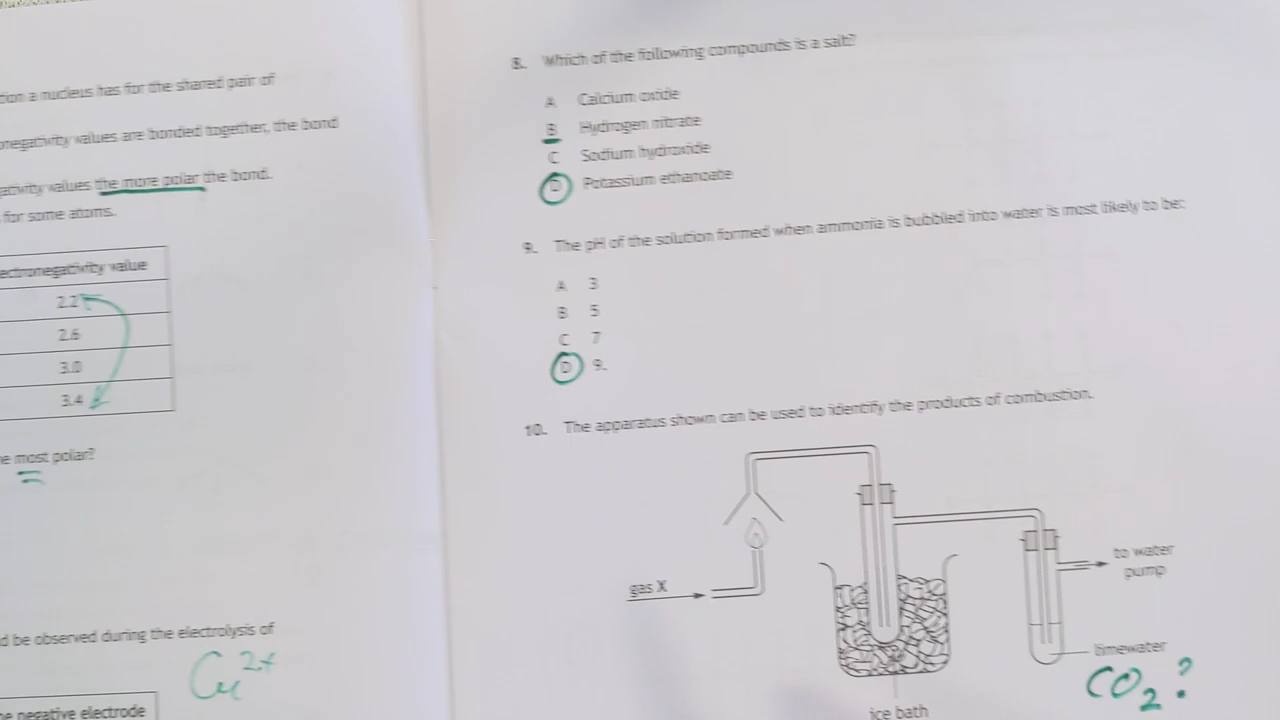 tion a nucleus has for the shared pair of
onegativity values are bonded together, the bond
ativity values the more polar the bond.
for some atoms.
ectronegativity value
2.2
2.6
3.0
3.4
e most polar?
d be observed during the electrolysis of
Cu2+
e negative electrode
8. Which of the following compounds is a salt?
A Calcium oxide
B Hydrogen nitrate
C Sodium hydroxide
D Potassium ethanoate
9. The pH of the solution formed when ammonia is bubbled into water is most likely to be:
A 3
B 5
C 7
D 9.
10. The apparatus shown can be used to identify the products of combustion.
gas X
to water
pump
limewater
CO2?
ice bath